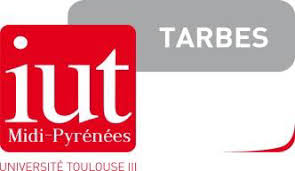 TARBES
iut
Midi-Pyrénées
UNIVERSITÉ TOULOUSE III